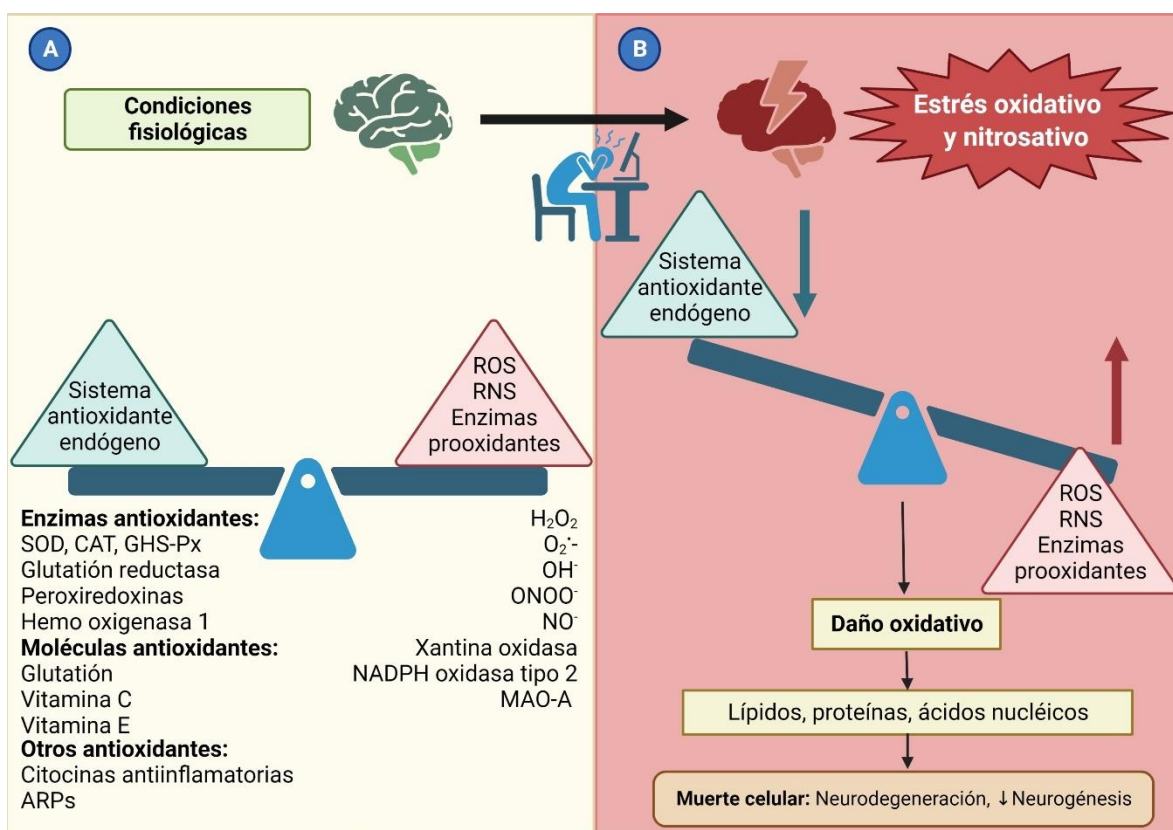 A
Condiciones
fisiológicas
Sistema
antioxidante
endógeno
ROS
RNS
Enzimas
prooxidantes
Enzimas antioxidantes:
SOD, CAT, GHS-Px
Glutatión reductasa
Peroxiredoxinas
Hemo oxigenasa 1
Moléculas antioxidantes:
Glutatión
Vitamina C
Vitamina E
Otros antioxidantes:
Citocinas antiinflamatorias
ARPs
H₂O₂
O₂˙-
OH⁻
ONOO⁻
NO⁻
Xantina oxidasa
NADPH oxidasa tipo 2
MAO-A
B
Estrés oxidativo
y nitrosativo
Sistema
antioxidante
endógeno
ROS
RNS
Enzimas
prooxidantes
Daño oxidativo
Lípidos, proteínas, ácidos nucléicos
Muerte celular: Neurodegeneración, ↓Neurogénesis